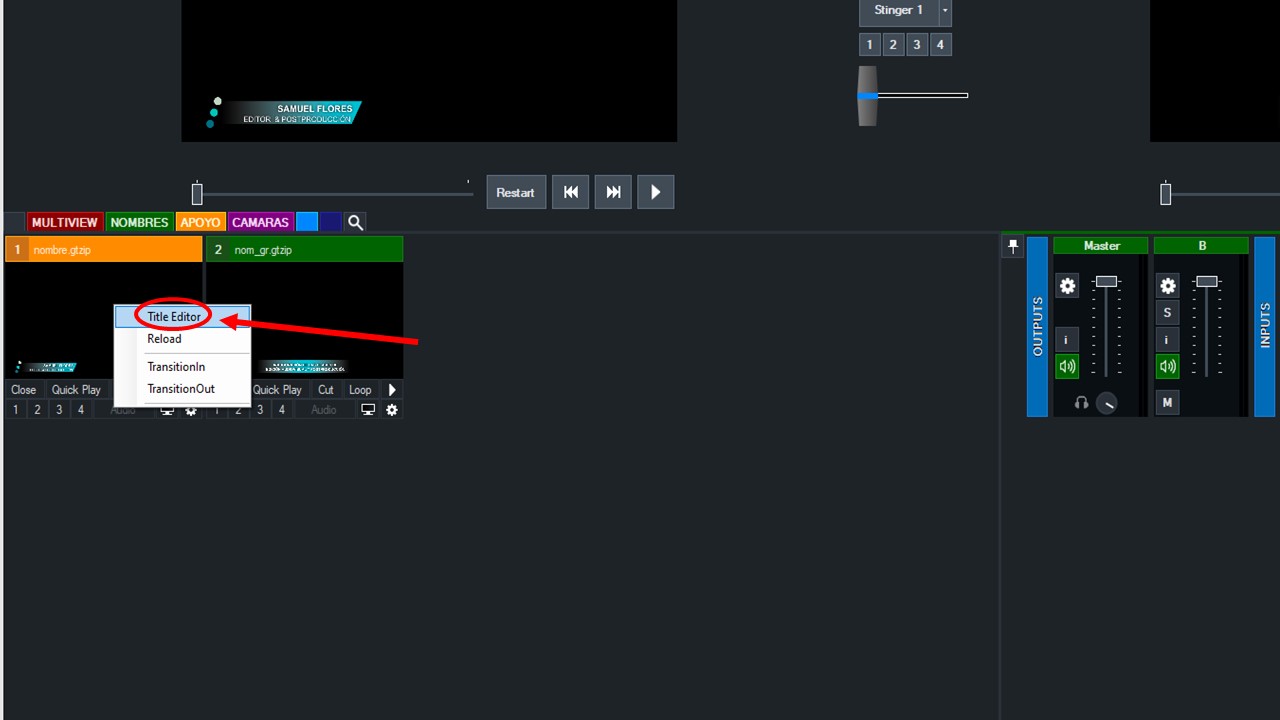 Stinger 1
1 2 3 4
SAMUEL FLORES
EDITOR & POSTPRODUCCIÓN
Restart
MULTIVIEW NOMBRES APOYO CAMARAS
1 nombre.gtzip
2 nom_gr.gtzip
Title Editor
Reload
TransitionIn
TransitionOut
Close Quick Play
Quick Play Cut Loop
1 2 3 4 Audio
1 2 3 4 Audio
OUTPUTS
Master
i
B
S
i
M
INPUTS